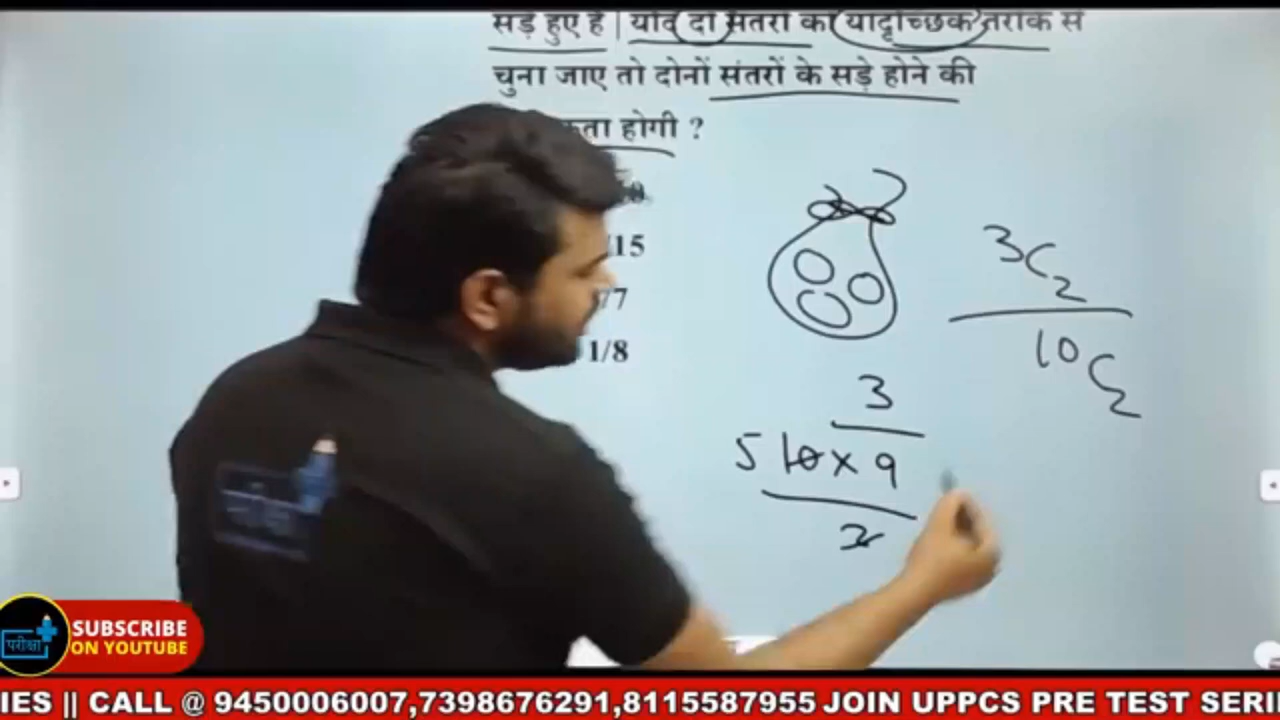 सड़े हुए हैं | यदि दो संतरों को यादृच्छिक तरीके से
चुना जाए तो दोनों संतरों के सड़े होने की
होगी ?
/15
/7
1/8
3C2
10C2
3
5 10 × 9
2
परीक्षा
SUBSCRIBE
ON YOUTUBE
IES || CALL @ 9450006007,7398676291,8115587955 JOIN UPPCS PRE TEST SERI